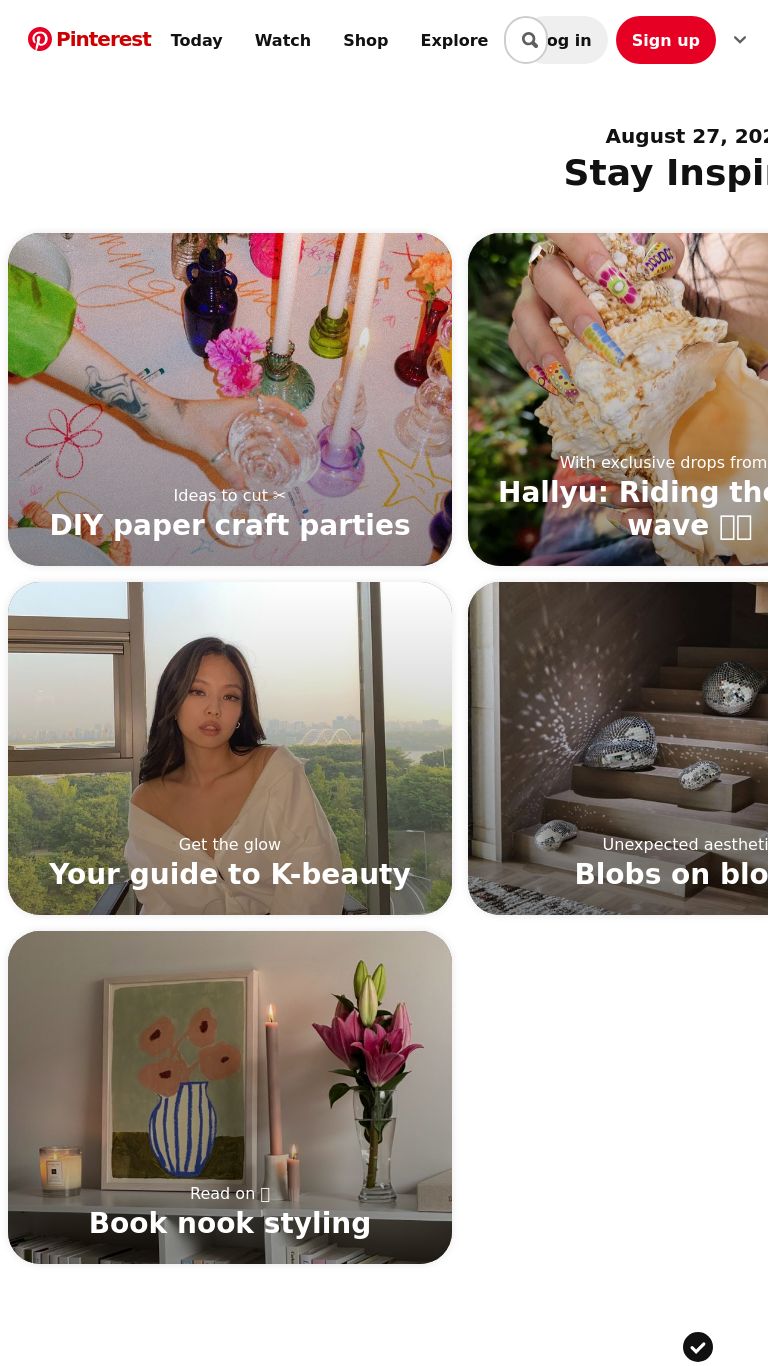 Pinterest
Today
Watch
Shop
Explore
og in
Sign up
August 27, 202
Stay Inspi
Ideas to cut ✂
DIY paper craft parties
With exclusive drops from
Hallyu: Riding the
wave
Get the glow
Your guide to K-beauty
Unexpected aestheti
Blobs on blo
Read on
Book nook styling